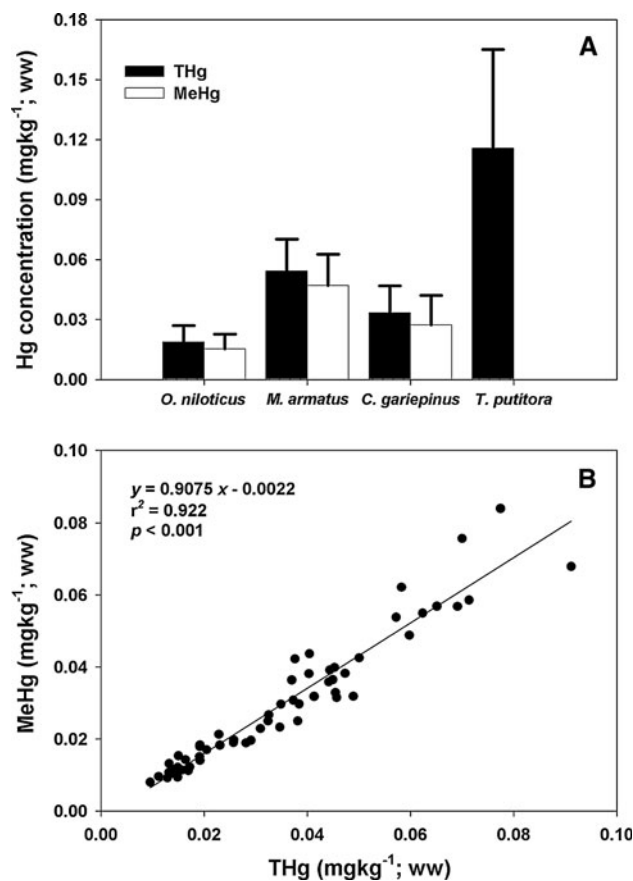 0.18
0.15
0.12
0.09
0.06
0.03
0.00
Hg concentration (mgkg⁻¹; ww)
A
THg
MeHg
O. niloticus M. armatus C. gariepinus T. putitora
0.10
0.08
0.06
0.04
0.02
0.00
MeHg (mgkg⁻¹; ww)
B
y = 0.9075 x - 0.0022
r² = 0.922
p < 0.001
0.00 0.02 0.04 0.06 0.08 0.10
THg (mgkg⁻¹; ww)